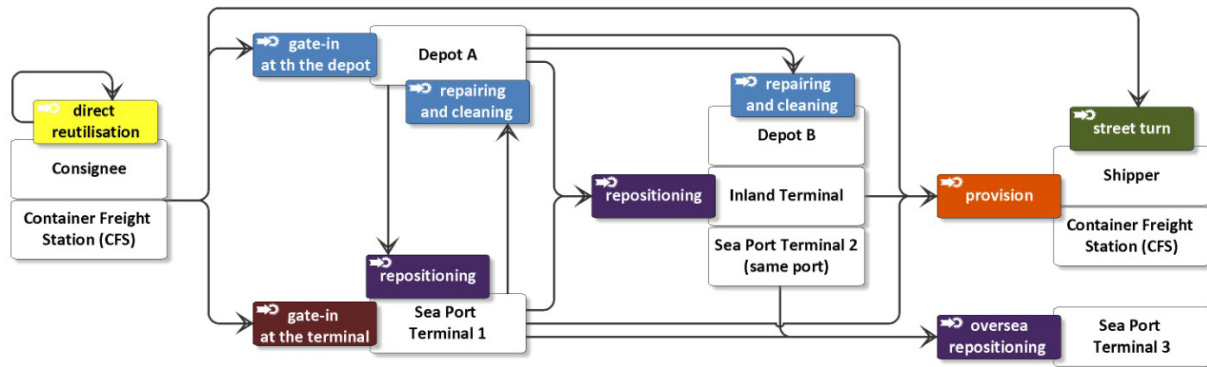 direct
reutilisation
Consignee
Container Freight
Station (CFS)
gate-in
at th the depot
Depot A
repairing
and cleaning
repositioning
gate-in
at the terminal
Sea Port
Terminal 1
repositioning
repairing
and cleaning
Depot B
Inland Terminal
Sea Port Terminal 2
(same port)
provision
street turn
Shipper
Container Freight
Station (CFS)
oversea
repositioning
Sea Port
Terminal 3